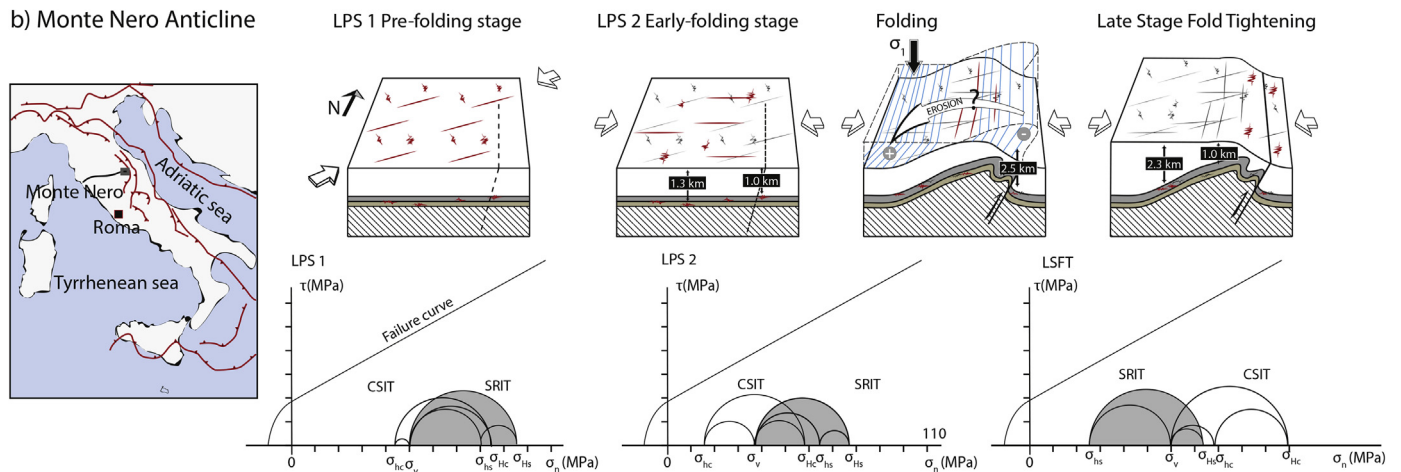 b) Monte Nero Anticline
LPS 1 Pre-folding stage
LPS 2 Early-folding stage
Folding
Late Stage Fold Tightening
Adriatic sea
Monte Nero
Roma
Tyrrhenean sea
N
1.3 km
1.0 km
σ1
EROSION
?
+
-
2.5 km
2.3 km
1.0 km
LPS 1
τ(MPa)
Failure curve
CSIT
SRIT
0
σhc σv σhs σHc σHs σn (MPa)
LPS 2
τ(MPa)
CSIT
SRIT
110
0
σhc σv σHc σhs σHs σn (MPa)
LSFT
τ(MPa)
SRIT
CSIT
0
σhs σv σHs σhc σHc σn (MPa)